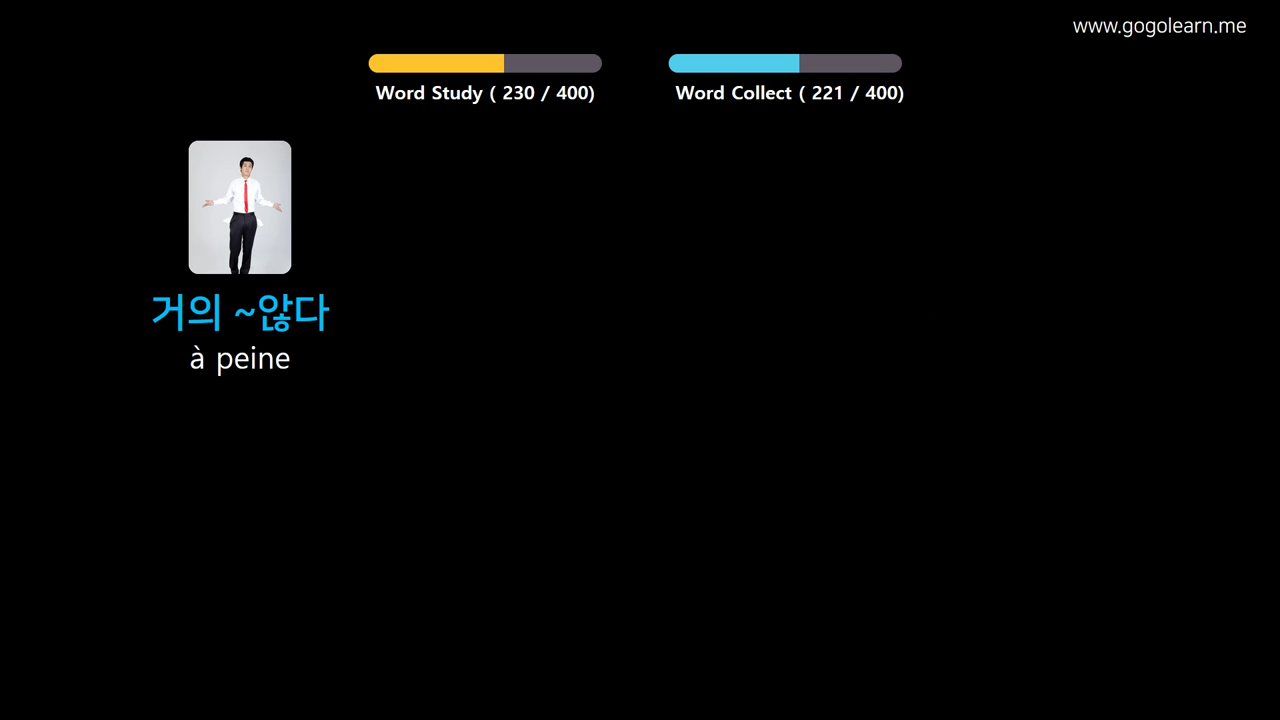 www.gogolearn.me
Word Study ( 230 / 400)
Word Collect ( 221 / 400)
거의 ~않다
à peine